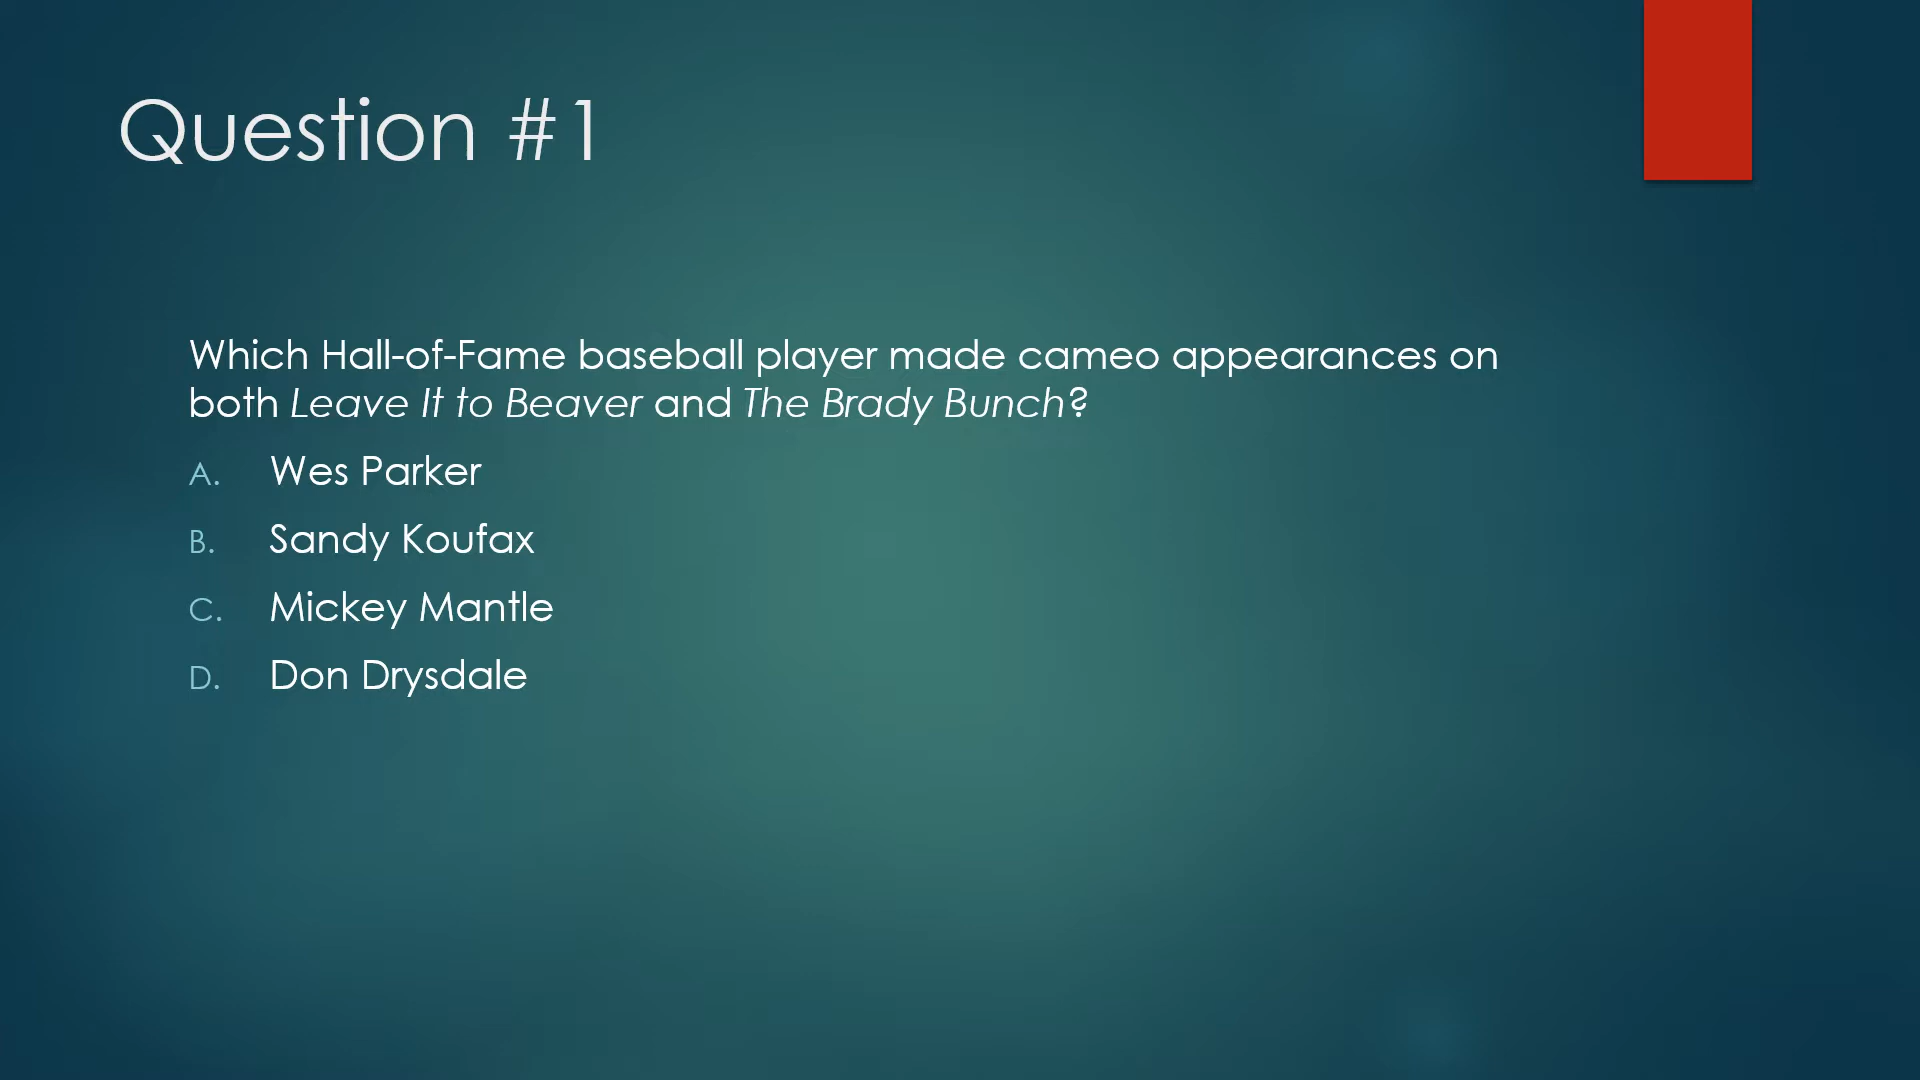 Question #1
Which Hall-of-Fame baseball player made cameo appearances on
both Leave It to Beaver and The Brady Bunch?
A. Wes Parker
B. Sandy Koufax
C. Mickey Mantle
D. Don Drysdale